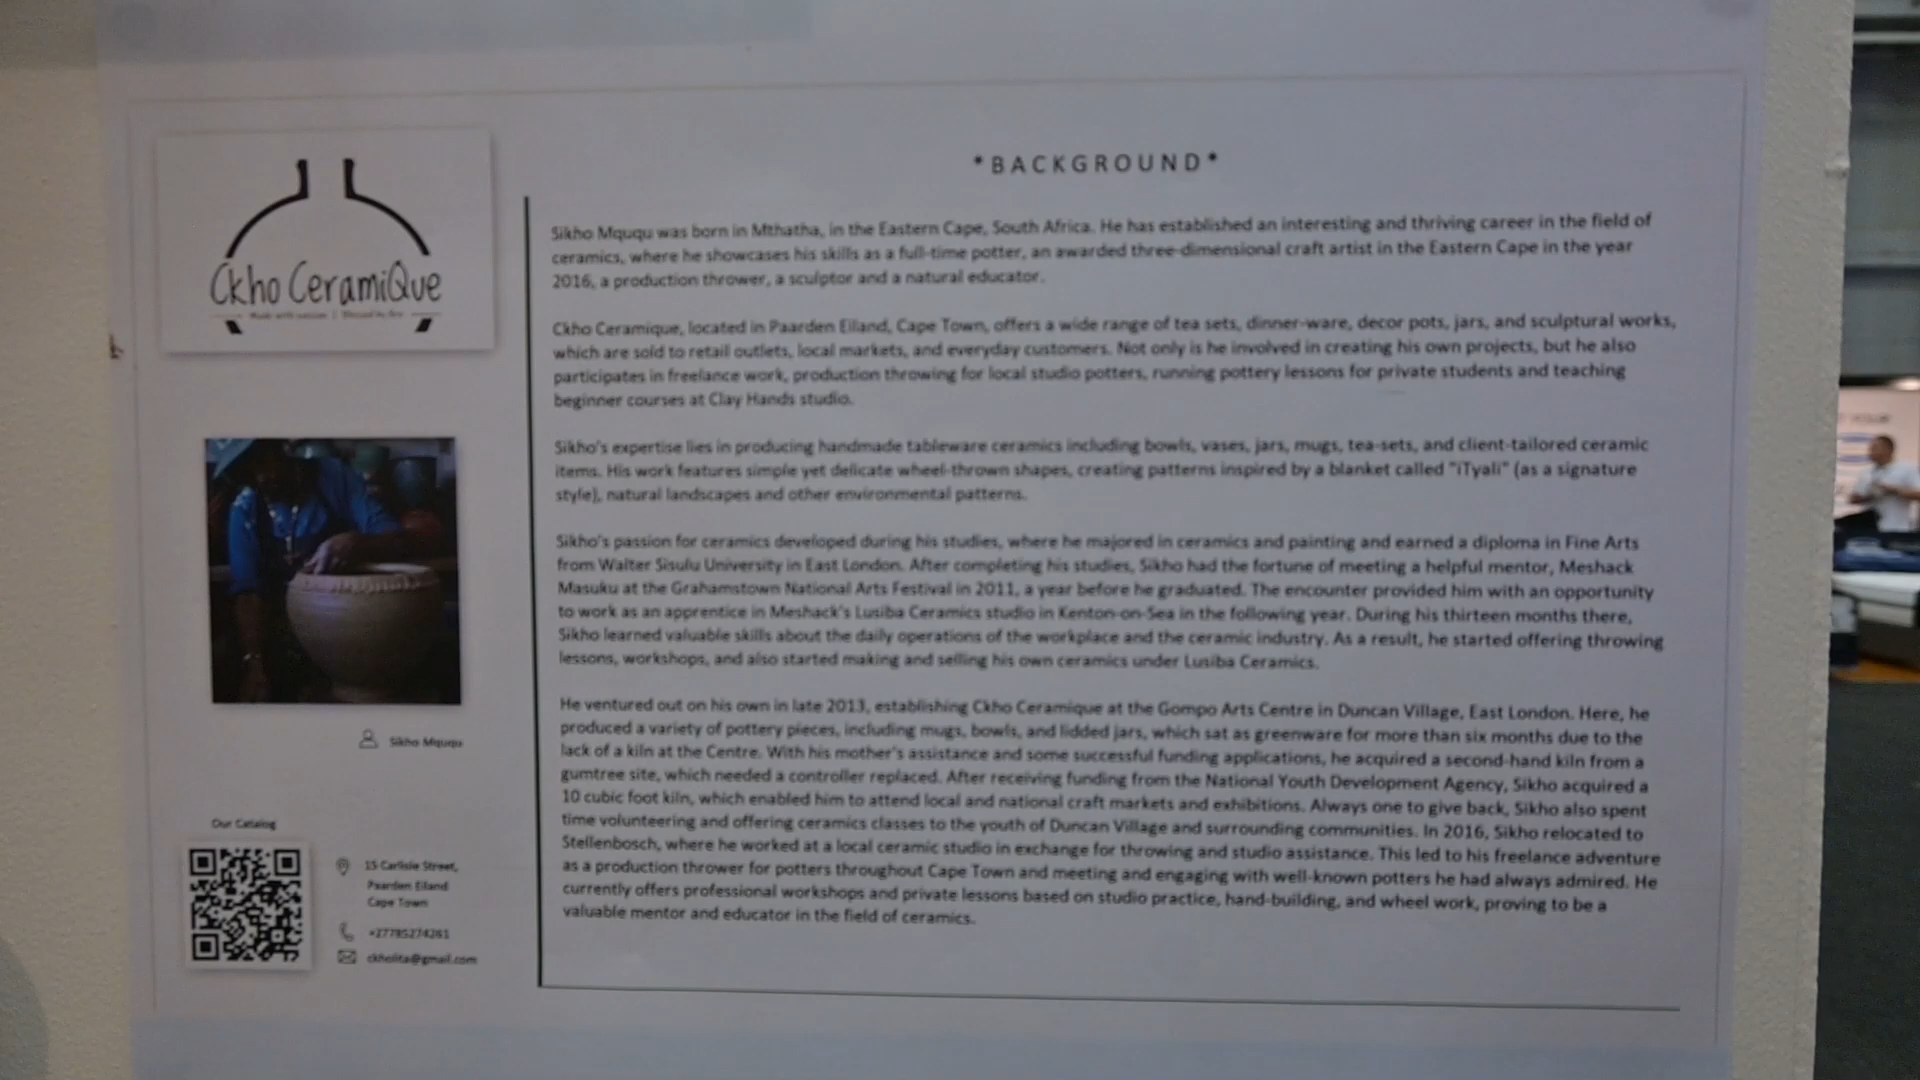 Ckho CeramiQue
Our Catalog
15 Carlisle Street,
Paarden Eiland
Cape Town
+27785274261
ckholita@gmail.com
Sikho Mququ
*BACKGROUND*
Sikho Mququ was born in Mthatha, in the Eastern Cape, South Africa. He has established an interesting and thriving career in the field of
ceramics, where he showcases his skills as a full-time potter, an awarded three-dimensional craft artist in the Eastern Cape in the year
2016, a production thrower, a sculptor and a natural educator.
Ckho Ceramique, located in Paarden Eiland, Cape Town, offers a wide range of tea sets, dinner-ware, decor pots, jars, and sculptural works,
which are sold to retail outlets, local markets, and everyday customers. Not only is he involved in creating his own projects, but he also
participates in freelance work, production throwing for local studio potters, running pottery lessons for private students and teaching
beginner courses at Clay Hands studio.
Sikho's expertise lies in producing handmade tableware ceramics including bowls, vases, jars, mugs, tea-sets, and client-tailored ceramic
items. His work features simple yet delicate wheel-thrown shapes, creating patterns inspired by a blanket called "iTyali" (as a signature
style), natural landscapes and other environmental patterns.
Sikho's passion for ceramics developed during his studies, where he majored in ceramics and painting and earned a diploma in Fine Arts
from Walter Sisulu University in East London. After completing his studies, Sikho had the fortune of meeting a helpful mentor, Meshack
Masuku at the Grahamstown National Arts Festival in 2011, a year before he graduated. The encounter provided him with an opportunity
to work as an apprentice in Meshack's Lusiba Ceramics studio in Kenton-on-Sea in the following year. During his thirteen months there,
Sikho learned valuable skills about the daily operations of the workplace and the ceramic industry. As a result, he started offering throwing
lessons, workshops, and also started making and selling his own ceramics under Lusiba Ceramics.
He ventured out on his own in late 2013, establishing Ckho Ceramique at the Gompo Arts Centre in Duncan Village, East London. Here, he
produced a variety of pottery pieces, including mugs, bowls, and lidded jars, which sat as greenware for more than six months due to the
lack of a kiln at the Centre. With his mother's assistance and some successful funding applications, he acquired a second-hand kiln from a
gumtree site, which needed a controller replaced. After receiving funding from the National Youth Development Agency, Sikho acquired a
10 cubic foot kiln, which enabled him to attend local and national craft markets and exhibitions. Always one to give back, Sikho also spent
time volunteering and offering ceramics classes to the youth of Duncan Village and surrounding communities. In 2016, Sikho relocated to
Stellenbosch, where he worked at a local ceramic studio in exchange for throwing and studio assistance. This led to his freelance adventure
as a production thrower for potters throughout Cape Town and meeting and engaging with well-known potters he had always admired. He
currently offers professional workshops and private lessons based on studio practice, hand-building, and wheel work, proving to be a
valuable mentor and educator in the field of ceramics.